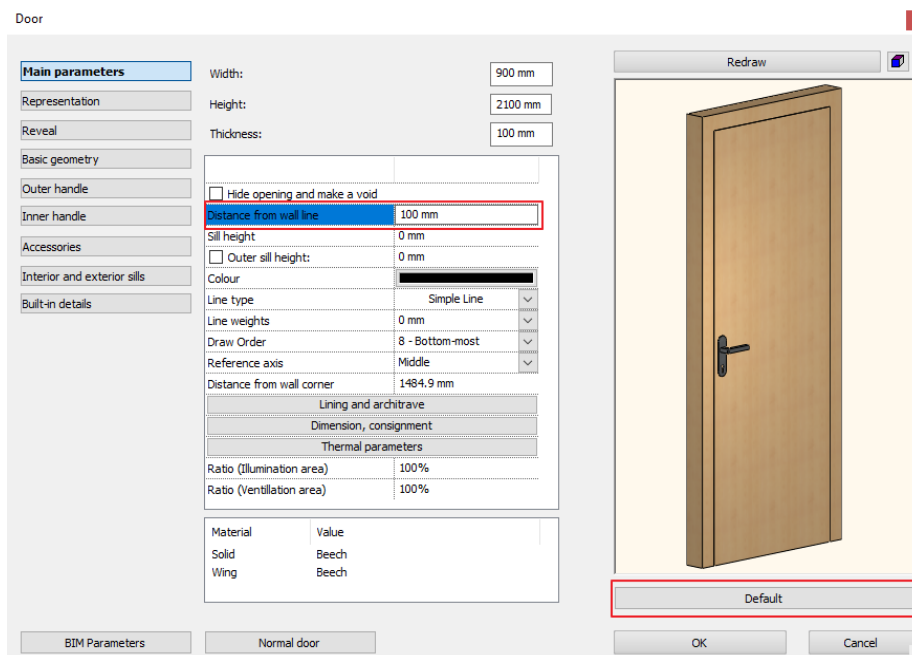 Door
Main parameters
Representation
Reveal
Basic geometry
Outer handle
Inner handle
Accessories
Interior and exterior sills
Built-in details
Width: 900 mm
Height: 2100 mm
Thickness: 100 mm
Hide opening and make a void
Distance from wall line 100 mm
Sill height 0 mm
Outer sill height: 0 mm
Colour
Line type Simple Line
Line weights 0 mm
Draw Order 8 - Bottom-most
Reference axis Middle
Distance from wall corner 1484.9 mm
Lining and architrave
Dimension, consignment
Thermal parameters
Ratio (Illumination area) 100%
Ratio (Ventillation area) 100%
Material Value
Solid Beech
Wing Beech
Redraw
Default
BIM Parameters Normal door OK Cancel